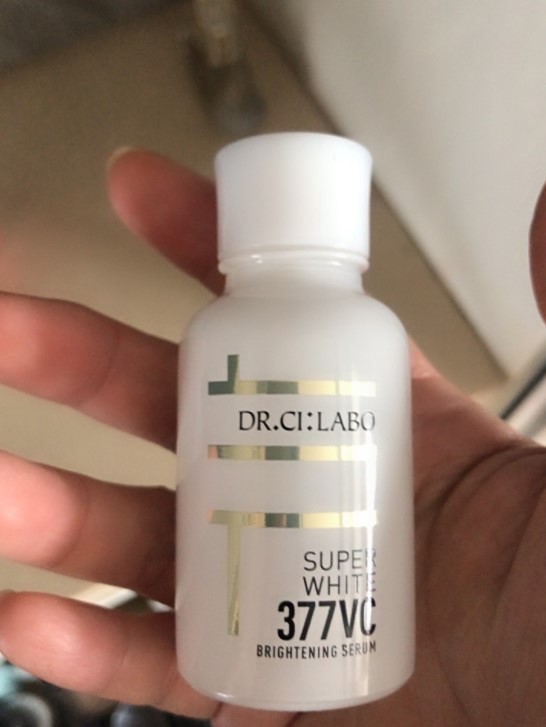 DR.CI:LABO
SUPER
WHITE
377VC
BRIGHTENING SERUM